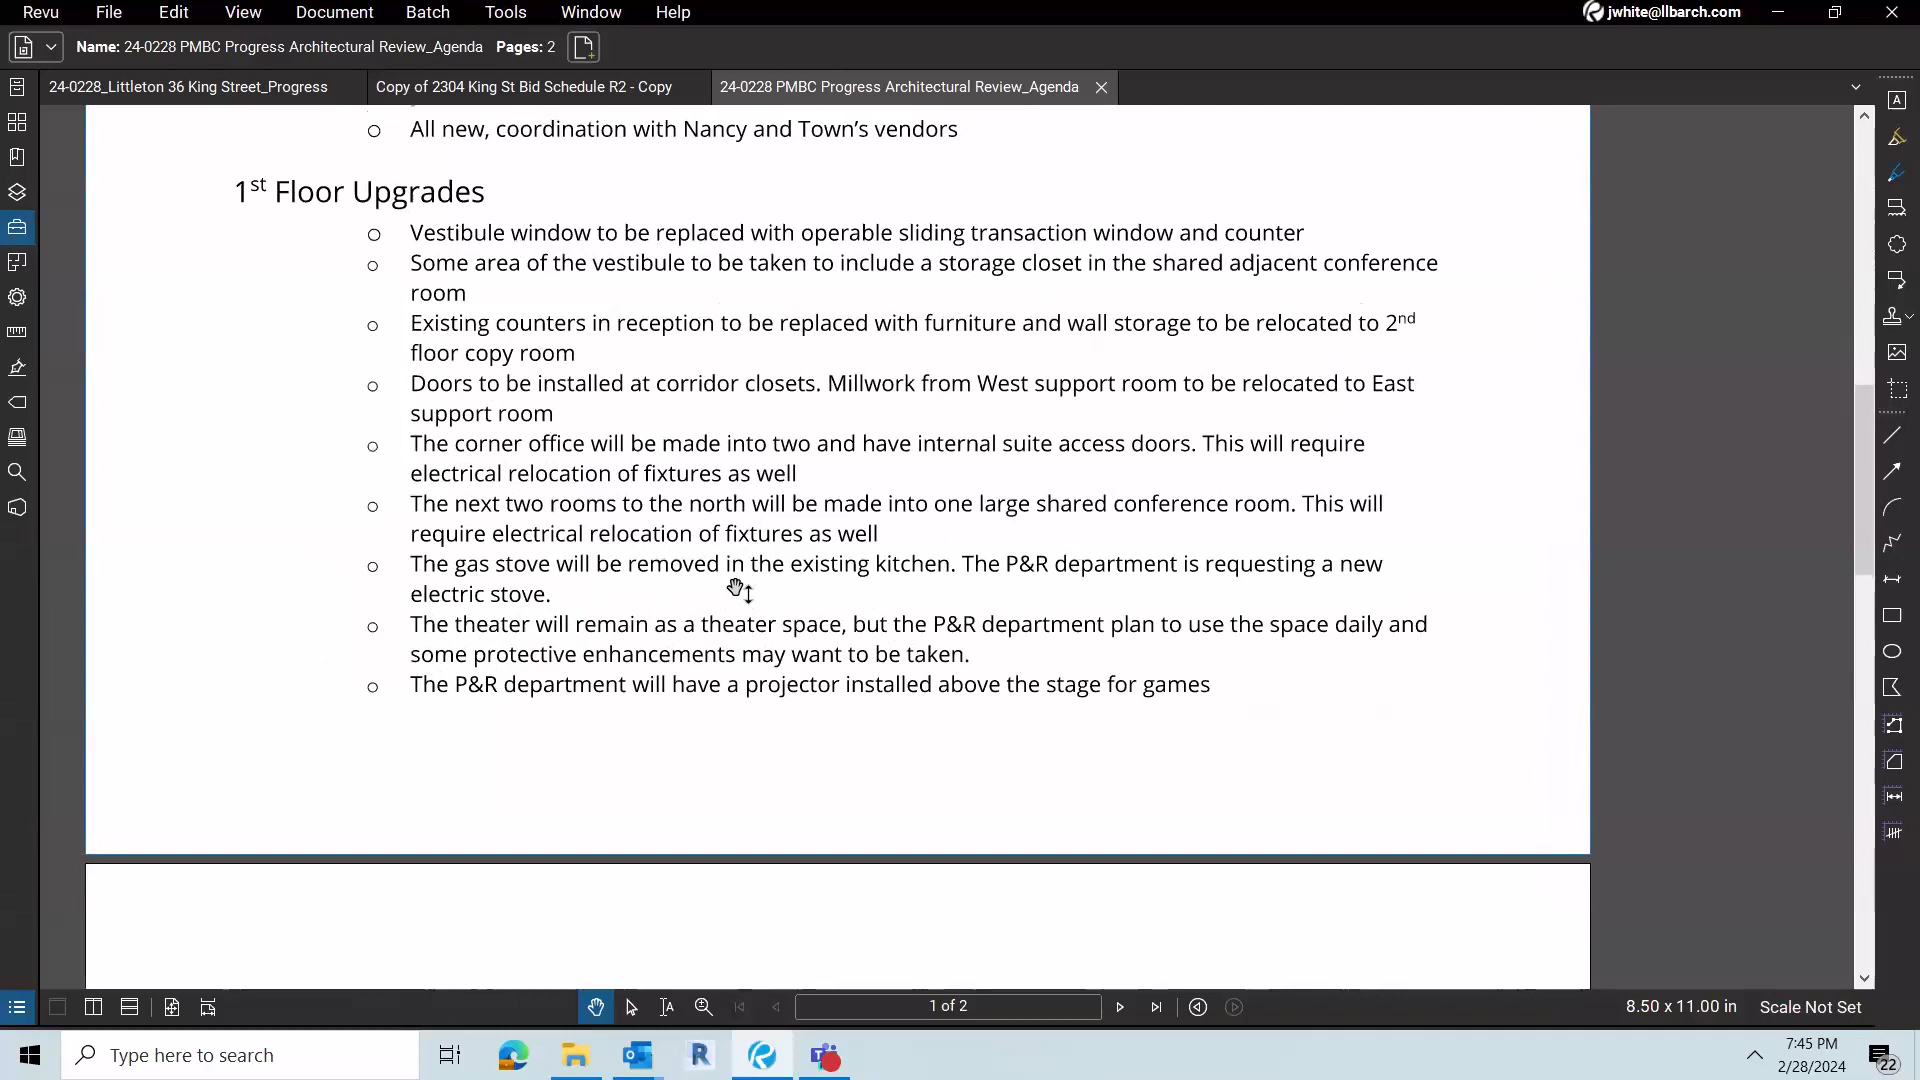 Revu File Edit View Document Batch Tools Window Help jwhite@llbarch.com
Name: 24-0228 PMBC Progress Architectural Review_Agenda Pages: 2
24-0228_Littleton 36 King Street_Progress Copy of 2304 King St Bid Schedule R2 - Copy 24-0228 PMBC Progress Architectural Review_Agenda
All new, coordination with Nancy and Town’s vendors
1st Floor Upgrades
Vestibule window to be replaced with operable sliding transaction window and counter
Some area of the vestibule to be taken to include a storage closet in the shared adjacent conference
room
Existing counters in reception to be replaced with furniture and wall storage to be relocated to 2nd
floor copy room
Doors to be installed at corridor closets. Millwork from West support room to be relocated to East
support room
The corner office will be made into two and have internal suite access doors. This will require
electrical relocation of fixtures as well
The next two rooms to the north will be made into one large shared conference room. This will
require electrical relocation of fixtures as well
The gas stove will be removed in the existing kitchen. The P&R department is requesting a new
electric stove.
The theater will remain as a theater space, but the P&R department plan to use the space daily and
some protective enhancements may want to be taken.
The P&R department will have a projector installed above the stage for games
1 of 2 8.50 x 11.00 in Scale Not Set
Type here to search 7:45 PM
2/28/2024 22